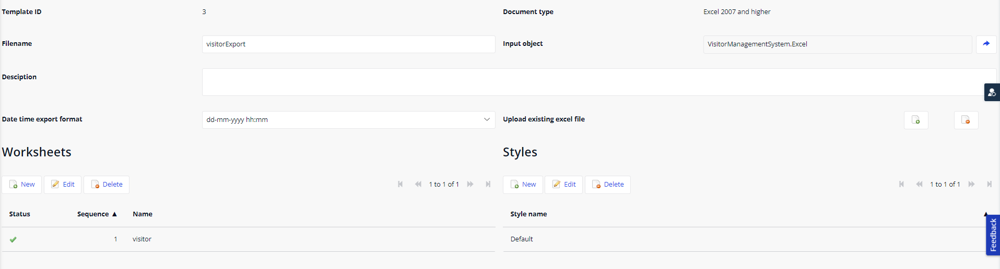 Template ID 3 Document type Excel 2007 and higher
Filename visitorExport Input object VisitorManagementSystem.Excel
Desciption
Date time export format dd-mm-yyyy hh:mm Upload existing excel file
Worksheets Styles
New Edit Delete 1 to 1 of 1 New Edit Delete 1 to 1 of 1
Status Sequence ▲ Name Style name ▲
1 visitor Default
Feedback